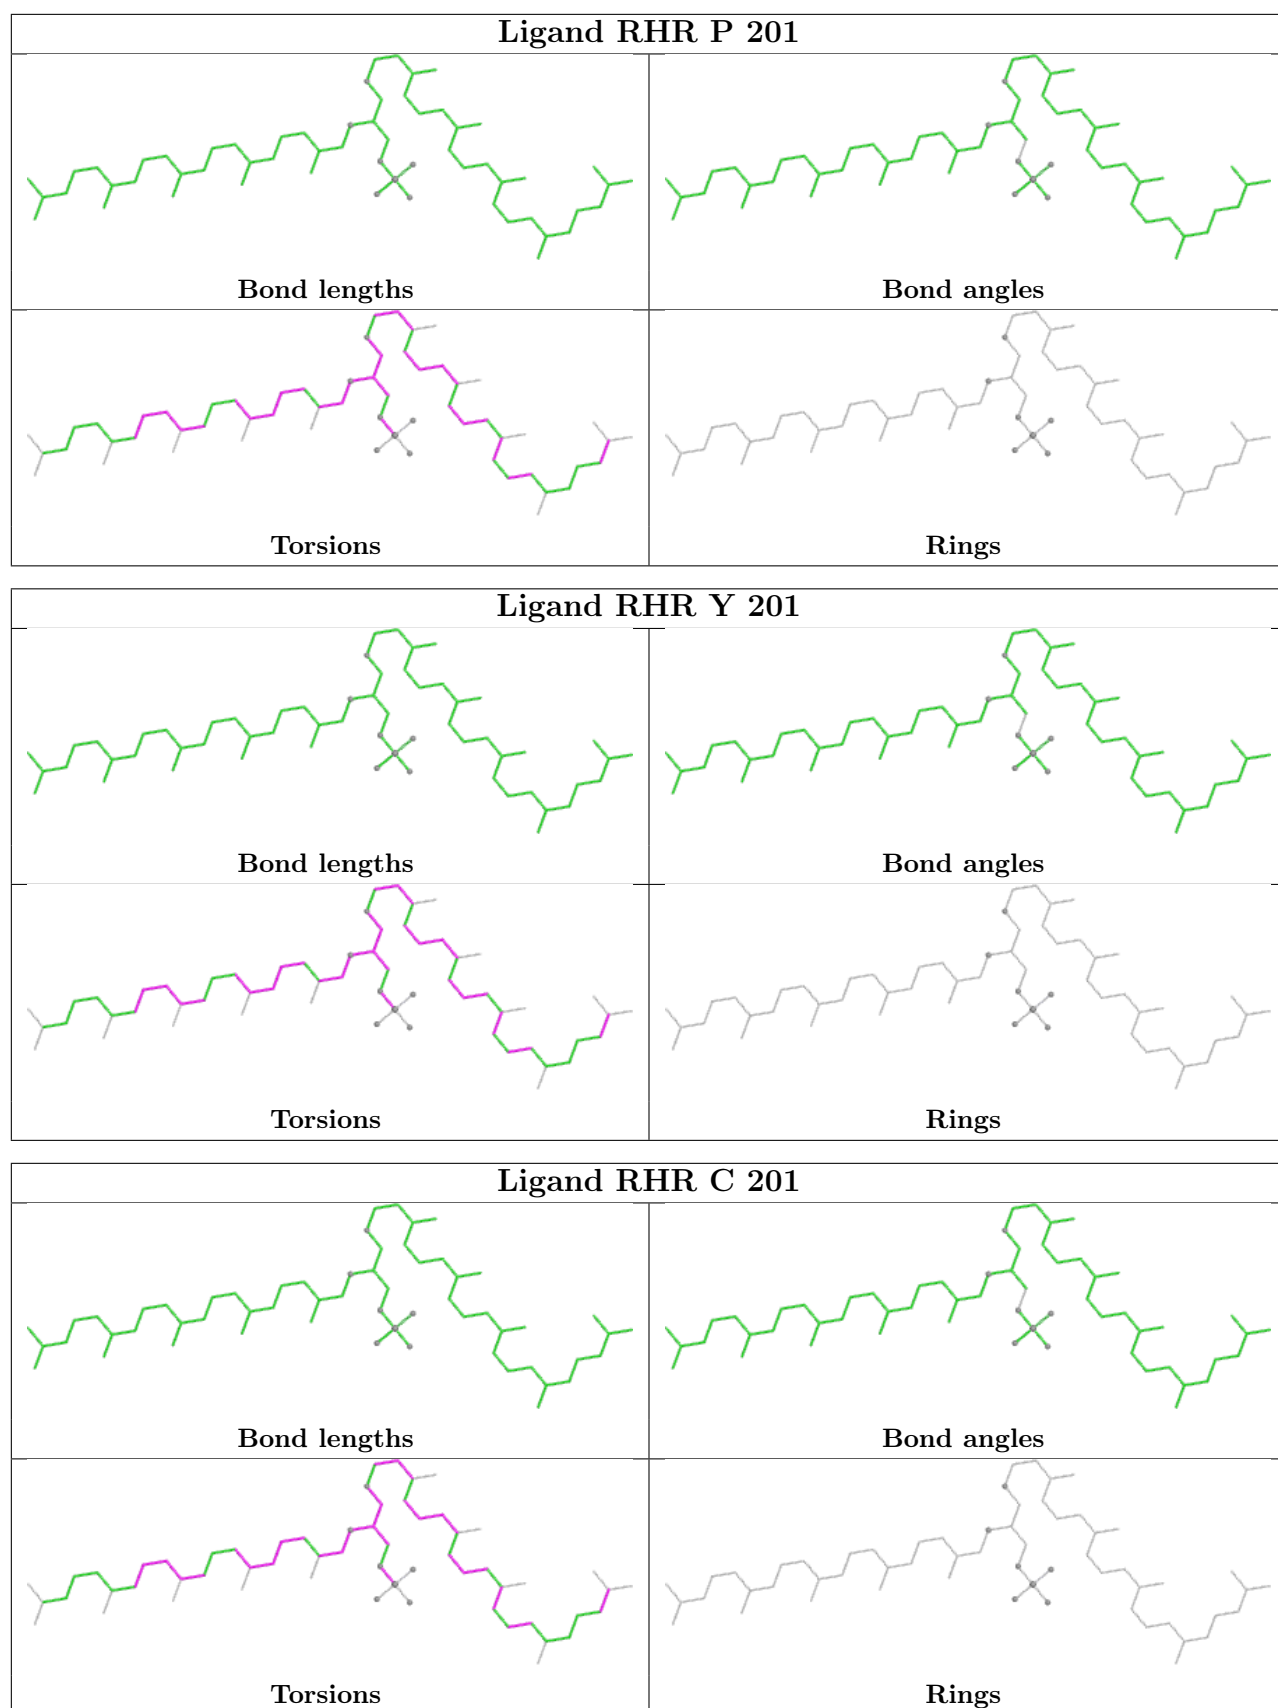 Ligand RHR P 201
Bond lengths
Bond angles
Torsions
Rings
Ligand RHR Y 201
Bond lengths
Bond angles
Torsions
Rings
Ligand RHR C 201
Bond lengths
Bond angles
Torsions
Rings